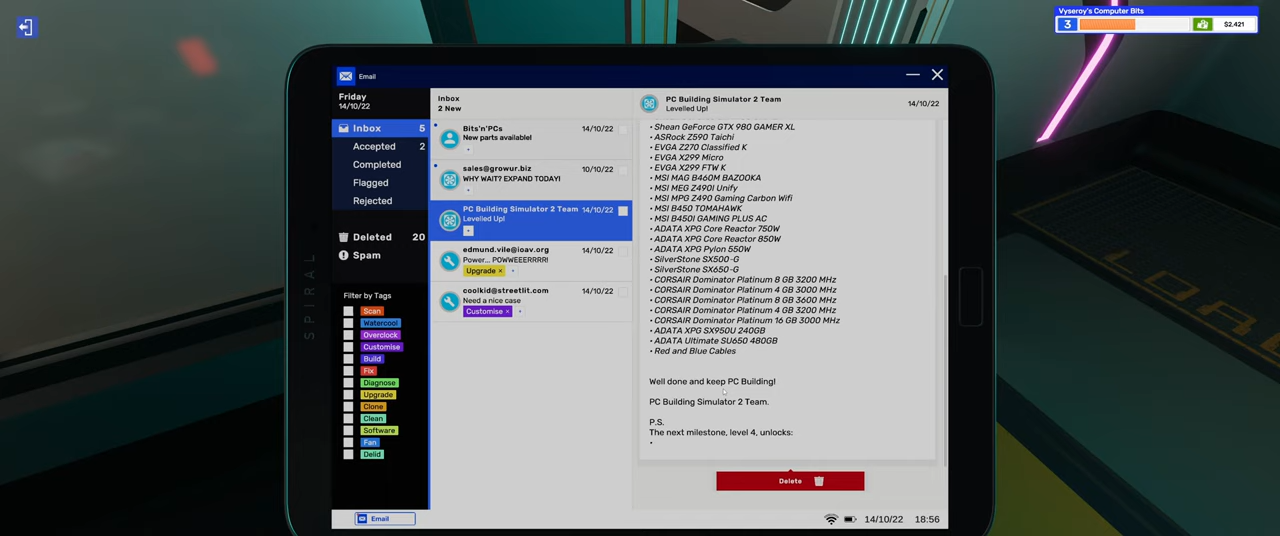 Vyseroy's Computer Bits
3
$2,421
Email
Friday
14/10/22
Inbox 5
Accepted 2
Completed
Flagged
Rejected
Deleted 20
Spam
Filter by Tags
Scan
Watercool
Overclock
Customise
Build
Fix
Diagnose
Upgrade
Clone
Clean
Software
Fan
Delid
Inbox
2 New
Bits'n'PCs 14/10/22
New parts available!
+
sales@growur.biz 10/10/22
WHY WAIT? EXPAND TODAY!
+
PC Building Simulator 2 Team 14/10/22
Levelled Up!
+
edmund.vile@ioav.org 14/10/22
Power... POWWEEERRRR!
Upgrade × +
coolkid@streetlit.com 14/10/22
Need a nice case
Customise × +
PC Building Simulator 2 Team 14/10/22
Levelled Up!
• Shean GeForce GTX 980 GAMER XL
• ASRock Z590 Taichi
• EVGA Z270 Classified K
• EVGA X299 Micro
• EVGA X299 FTW K
• MSI MAG B460M BAZOOKA
• MSI MEG Z490I Unify
• MSI MPG Z490 Gaming Carbon Wifi
• MSI B450 TOMAHAWK
• MSI B450I GAMING PLUS AC
• ADATA XPG Core Reactor 750W
• ADATA XPG Core Reactor 850W
• ADATA XPG Pylon 550W
• SilverStone SX500-G
• SilverStone SX650-G
• CORSAIR Dominator Platinum 8 GB 3200 MHz
• CORSAIR Dominator Platinum 4 GB 3000 MHz
• CORSAIR Dominator Platinum 8 GB 3600 MHz
• CORSAIR Dominator Platinum 4 GB 3200 MHz
• CORSAIR Dominator Platinum 16 GB 3000 MHz
• ADATA XPG SX950U 240GB
• ADATA Ultimate SU650 480GB
• Red and Blue Cables
Well done and keep PC Building!
PC Building Simulator 2 Team.
P.S.
The next milestone, level 4, unlocks:
•
Delete
Email
14/10/22 18:56
SPIRAL